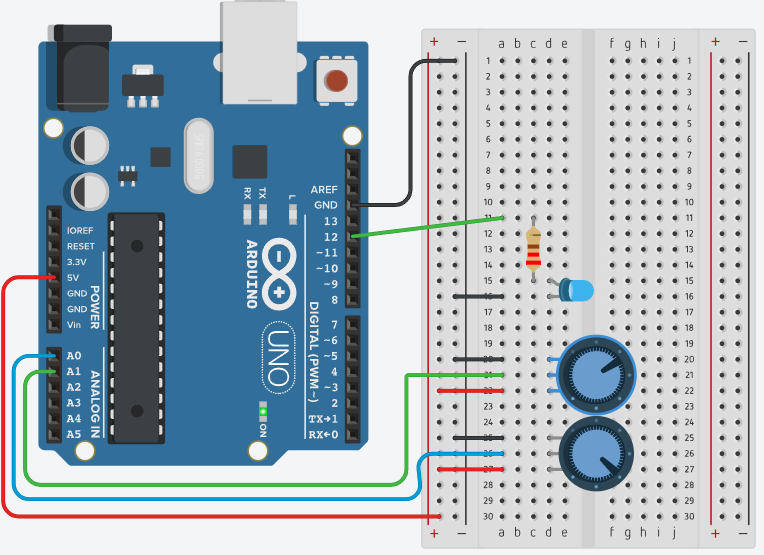 + − a b c d e f g h i j + −
1 1
2 2
3 3
4 4
5 5
6 6
7 7
8 8
9 9
10 10
11 11
12 12
13 13
14 14
15 15
16 16
17 17
18 18
19 19
20 20
21 21
22 22
23 23
24 24
25 25
26 26
27 27
28 28
29 29
30 30
+ − a b c d e f g h i j + −
RX
TX
L
AREF
GND
13
12
~11
~10
~9
8
7
~6
~5
4
~3
2
TX→1
RX←0
DIGITAL (PWM~)
ARDUINO
UNO
ON
IOREF
RESET
3.3V
5V
GND
GND
Vin
POWER
A0
A1
A2
A3
A4
A5
ANALOG IN